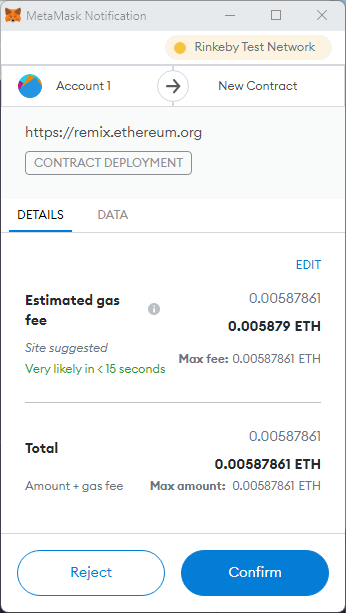 MetaMask Notification
Rinkeby Test Network
Account 1
New Contract
https://remix.ethereum.org
CONTRACT DEPLOYMENT
DETAILS
DATA
EDIT
Estimated gas fee
0.00587861
0.005879 ETH
Site suggested
Very likely in < 15 seconds
Max fee: 0.00587861 ETH
Total
0.00587861
0.00587861 ETH
Amount + gas fee
Max amount: 0.00587861 ETH
Reject
Confirm